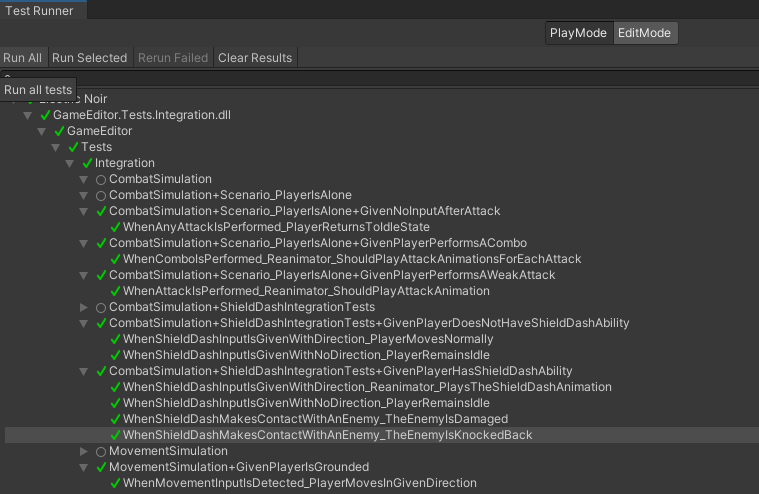 Test Runner
PlayMode EditMode
Run All Run Selected Rerun Failed Clear Results
Run all tests
Noir
GameEditor.Tests.Integration.dll
GameEditor
Tests
Integration
CombatSimulation
CombatSimulation+Scenario_PlayerIsAlone
CombatSimulation+Scenario_PlayerIsAlone+GivenNoInputAfterAttack
WhenAnyAttackIsPerformed_PlayerReturnsToIdleState
CombatSimulation+Scenario_PlayerIsAlone+GivenPlayerPerformsACombo
WhenComboIsPerformed_Reanimator_ShouldPlayAttackAnimationsForEachAttack
CombatSimulation+Scenario_PlayerIsAlone+GivenPlayerPerformsAWeakAttack
WhenAttackIsPerformed_Reanimator_ShouldPlayAttackAnimation
CombatSimulation+ShieldDashIntegrationTests
CombatSimulation+ShieldDashIntegrationTests+GivenPlayerDoesNotHaveShieldDashAbility
WhenShieldDashInputIsGivenWithDirection_PlayerMovesNormally
WhenShieldDashInputIsGivenWithNoDirection_PlayerRemainsIdle
CombatSimulation+ShieldDashIntegrationTests+GivenPlayerHasShieldDashAbility
WhenShieldDashInputIsGivenWithDirection_Reanimator_PlaysTheShieldDashAnimation
WhenShieldDashInputIsGivenWithNoDirection_PlayerRemainsIdle
WhenShieldDashMakesContactWithAnEnemy_TheEnemyIsDamaged
WhenShieldDashMakesContactWithAnEnemy_TheEnemyIsKnockedBack
MovementSimulation
MovementSimulation+GivenPlayerIsGrounded
WhenMovementInputIsDetected_PlayerMovesInGivenDirection